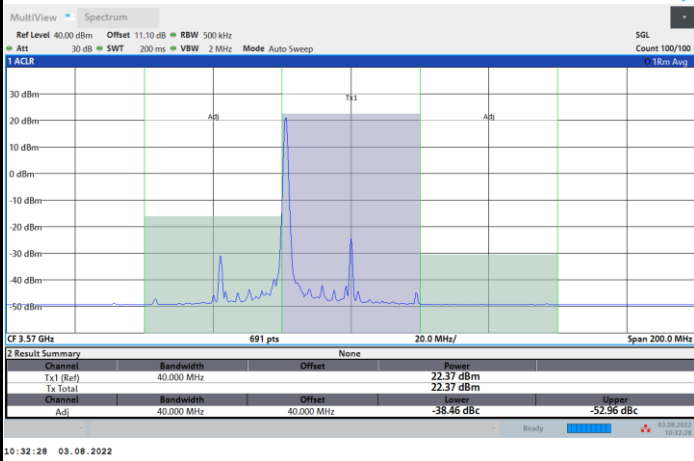 MultiView Spectrum
Ref Level 40.00 dBm Offset 11.10 dB RBW 500 kHz SGL
Att 30 dB SWT 200 ms VBW 2 MHz Mode Auto Sweep Count 100/100
1 ACLR 1Rm Avg
30 dBm
Tx1
20 dBm
Adj Adj
10 dBm
0 dBm
-10 dBm
-20 dBm
-30 dBm
-40 dBm
-50 dBm
CF 3.57 GHz 691 pts 20.0 MHz/ Span 200.0 MHz
2 Result Summary None
Channel Bandwidth Offset Power
Tx1 (Ref) 40.000 MHz 22.37 dBm
Tx Total 22.37 dBm
Channel Bandwidth Offset Lower Upper
Adj 40.000 MHz 40.000 MHz -38.46 dBc -52.96 dBc
Ready 03.08.2022
10:32:28
10:32:28 03.08.2022